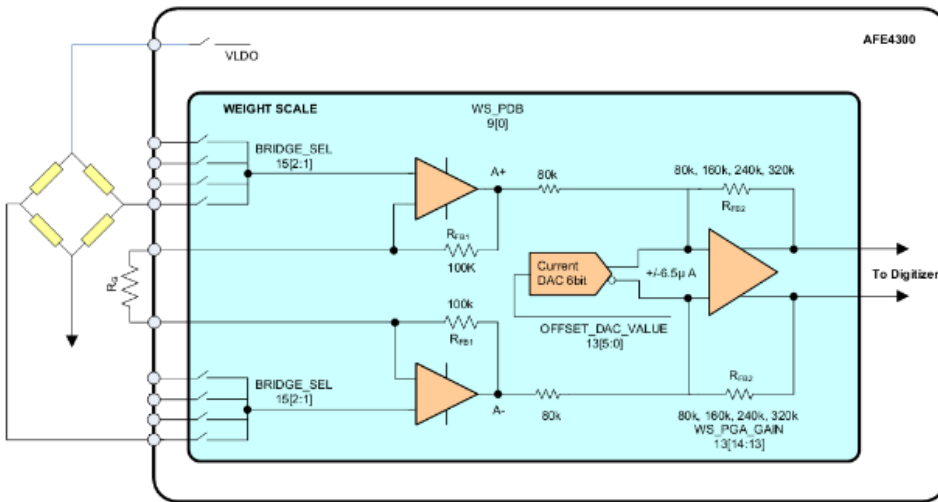 AFE4300
VLDO
WEIGHT SCALE
WS_PDB
9[0]
BRIDGE_SEL
15[2:1]
A+
80k
80k, 160k, 240k, 320k
RFB2
RFB1
100K
RG
Current
DAC 6bit
+/-6.5µ A
To Digitizer
100k
RFB1
OFFSET_DAC_VALUE
13[5:0]
BRIDGE_SEL
15[2:1]
A-
80k
RFB2
80k, 160k, 240k, 320k
WS_PGA_GAIN
13[14:13]